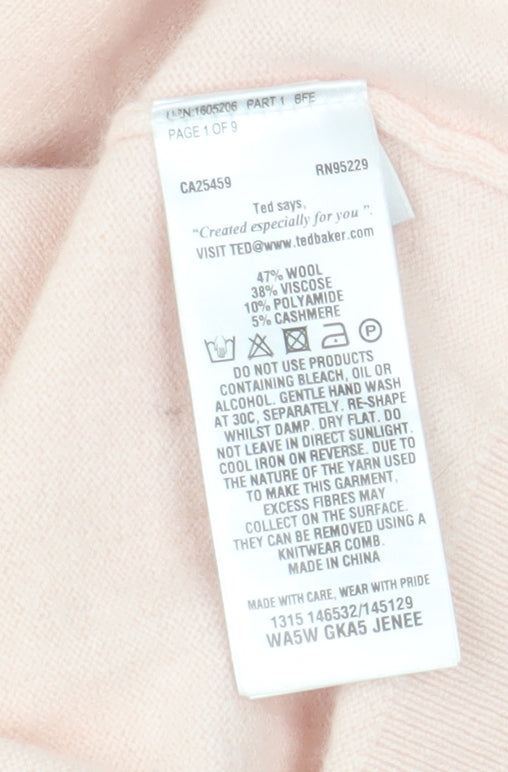 1605206 PART 1 BFE
PAGE 1 OF 9
CA25459 RN95229
Ted says,
"Created especially for you ".
VISIT TED@www.tedbaker.com
47% WOOL
38% VISCOSE
10% POLYAMIDE
5% CASHMERE
P
DO NOT USE PRODUCTS
CONTAINING BLEACH, OIL OR
ALCOHOL. GENTLE HAND WASH
AT 30C, SEPARATELY. RE-SHAPE
WHILST DAMP. DRY FLAT. DO
NOT LEAVE IN DIRECT SUNLIGHT.
COOL IRON ON REVERSE. DUE TO
THE NATURE OF THE YARN USED
TO MAKE THIS GARMENT,
EXCESS FIBRES MAY
COLLECT ON THE SURFACE.
THEY CAN BE REMOVED USING A
KNITWEAR COMB.
MADE IN CHINA
MADE WITH CARE, WEAR WITH PRIDE
1315 146532/145129
WA5W GKA5 JENEE